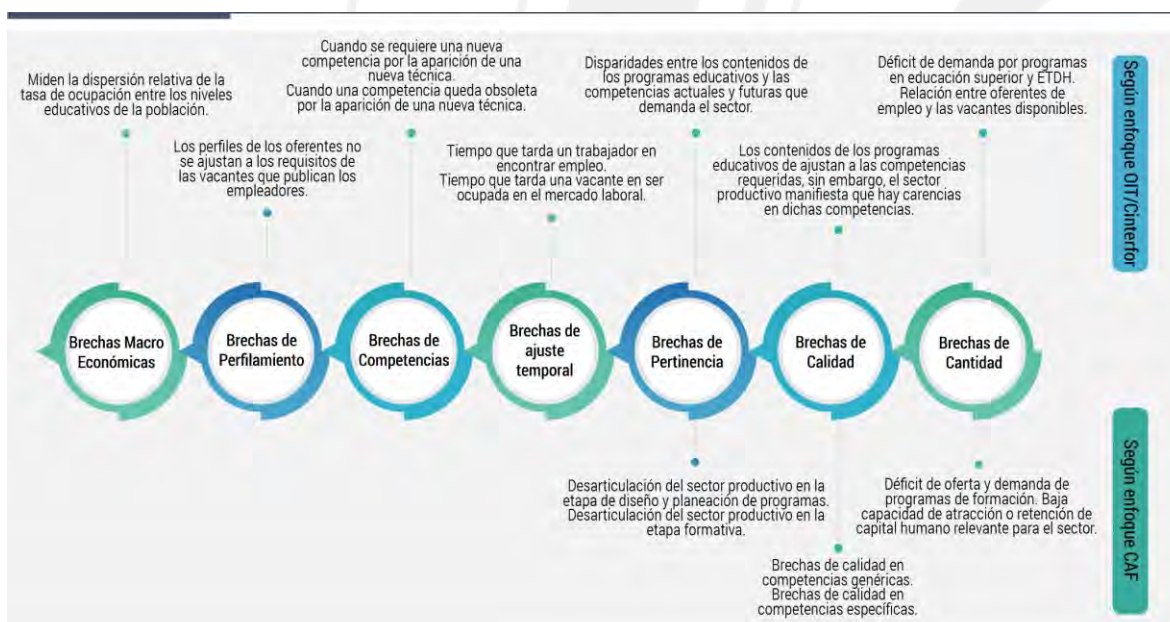 Miden la dispersión relativa de la
tasa de ocupación entre los niveles
educativos de la población.
Los perfiles de los oferentes no
se ajustan a los requisitos de
las vacantes que publican los
empleadores.
Cuando se requiere una nueva
competencia por la aparición de una
nueva técnica.
Cuando una competencia queda obsoleta
por la aparición de una nueva técnica.
Tiempo que tarda un trabajador en
encontrar empleo.
Tiempo que tarda una vacante en ser
ocupada en el mercado laboral.
Disparidades entre los contenidos de
los programas educativos y las
competencias actuales y futuras que
demanda el sector.
Los contenidos de los programas
educativos de ajustan a las competencias
requeridas, sin embargo, el sector
productivo manifiesta que hay carencias
en dichas competencias.
Déficit de demanda por programas
en educación superior y ETDH.
Relación entre oferentes de
empleo y las vacantes disponibles.
Según enfoque OIT/Cinterfor
Brechas Macro
Económicas
Brechas de
Perfilamiento
Brechas de
Competencias
Brechas de
ajuste
temporal
Brechas de
Pertinencia
Brechas de
Calidad
Brechas de
Cantidad
Desarticulación del sector productivo en la
etapa de diseño y planeación de programas.
Desarticulación del sector productivo en la
etapa formativa.
Brechas de calidad en
competencias genéricas.
Brechas de calidad en
competencias específicas.
Déficit de oferta y demanda de
programas de formación. Baja
capacidad de atracción o retención de
capital humano relevante para el sector.
Según enfoque CAF